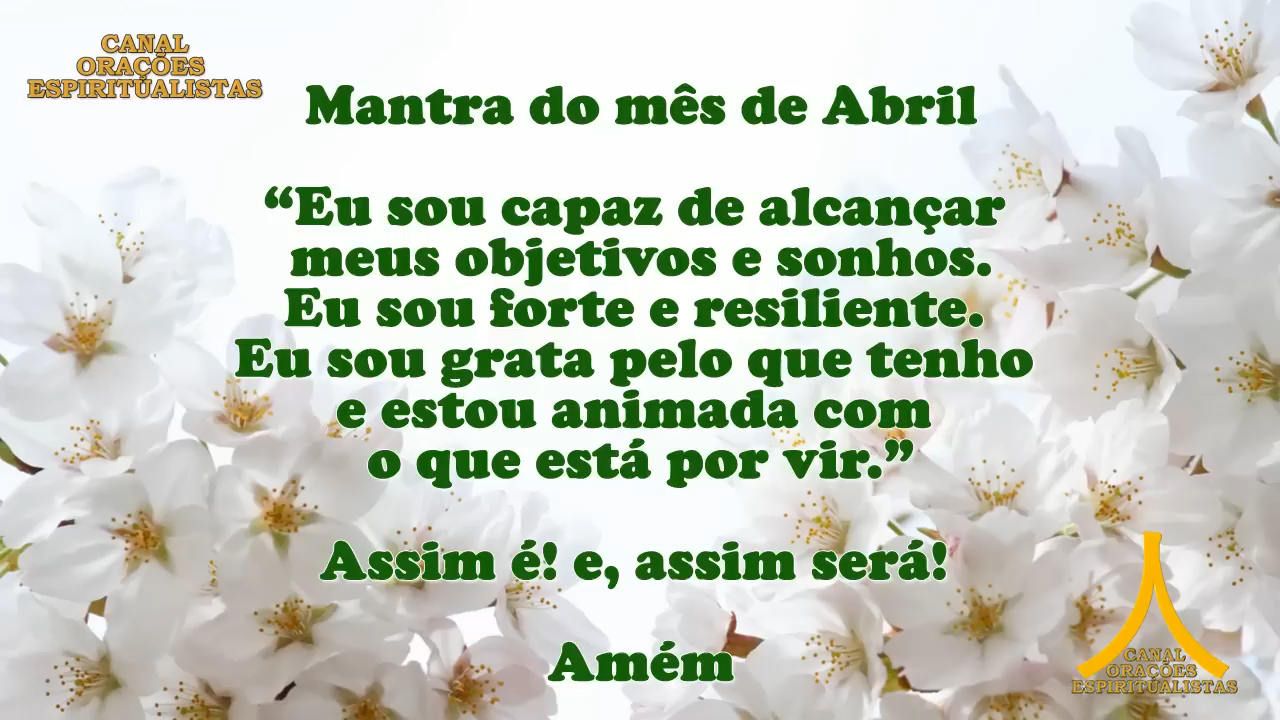 CANAL
ORAÇÕES
ESPIRITUALISTAS
Mantra do mês de Abril
“Eu sou capaz de alcançar
meus objetivos e sonhos.
Eu sou forte e resiliente.
Eu sou grata pelo que tenho
e estou animada com
o que está por vir.”
Assim é! e, assim será!
Amém
CANAL
ORAÇÕES
ESPIRITUALISTAS